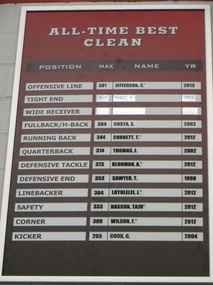 ALL-TIME BEST
CLEAN
POSITION MAX NAME YR
OFFENSIVE LINE 391 JEFFERSON, C.* 2013
TIGHT END
WIDE RECEIVER
FULLBACK/H-BACK 384 COSTA, S. 2002
RUNNING BACK 344 CORNETT, T.* 2012
QUARTERBACK 314 THOMAS, J. 2002
DEFENSIVE TACKLE 373 KLORMAN, A.* 2012
DEFENSIVE END 353 SAWYER, T. 1998
LINEBACKER 364 LOTULELEI, J.* 2012
SAFETY 333 HASSON, TAJH* 2012
CORNER 309 WILSON, F.* 2012
KICKER 265 COOK, G. 2004